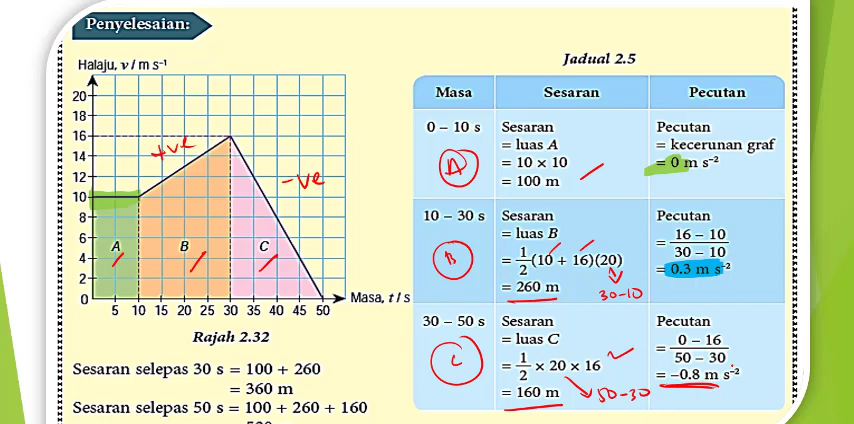 Penyelesaian:
Halaju, v / m s⁻¹
20
18
16
14
12
10
8
6
4
2
0
+ve
-ve
A
B
C
5 10 15 20 25 30 35 40 45 50
Masa, t / s
Rajah 2.32
Sesaran selepas 30 s = 100 + 260
= 360 m
Sesaran selepas 50 s = 100 + 260 + 160
Jadual 2.5
Masa Sesaran Pecutan
0 – 10 s
A
Sesaran
= luas A
= 10 × 10
= 100 m
Pecutan
= kecerunan graf
= 0 m s⁻²
10 – 30 s
B
Sesaran
= luas B
= 1/2 (10 + 16)(20)
= 260 m
30-10
Pecutan
= 16 – 10 / 30 – 10
= 0.3 m s⁻²
30 – 50 s
C
Sesaran
= luas C
= 1/2 × 20 × 16
= 160 m
50-30
Pecutan
= 0 – 16 / 50 – 30
= –0.8 m s⁻²